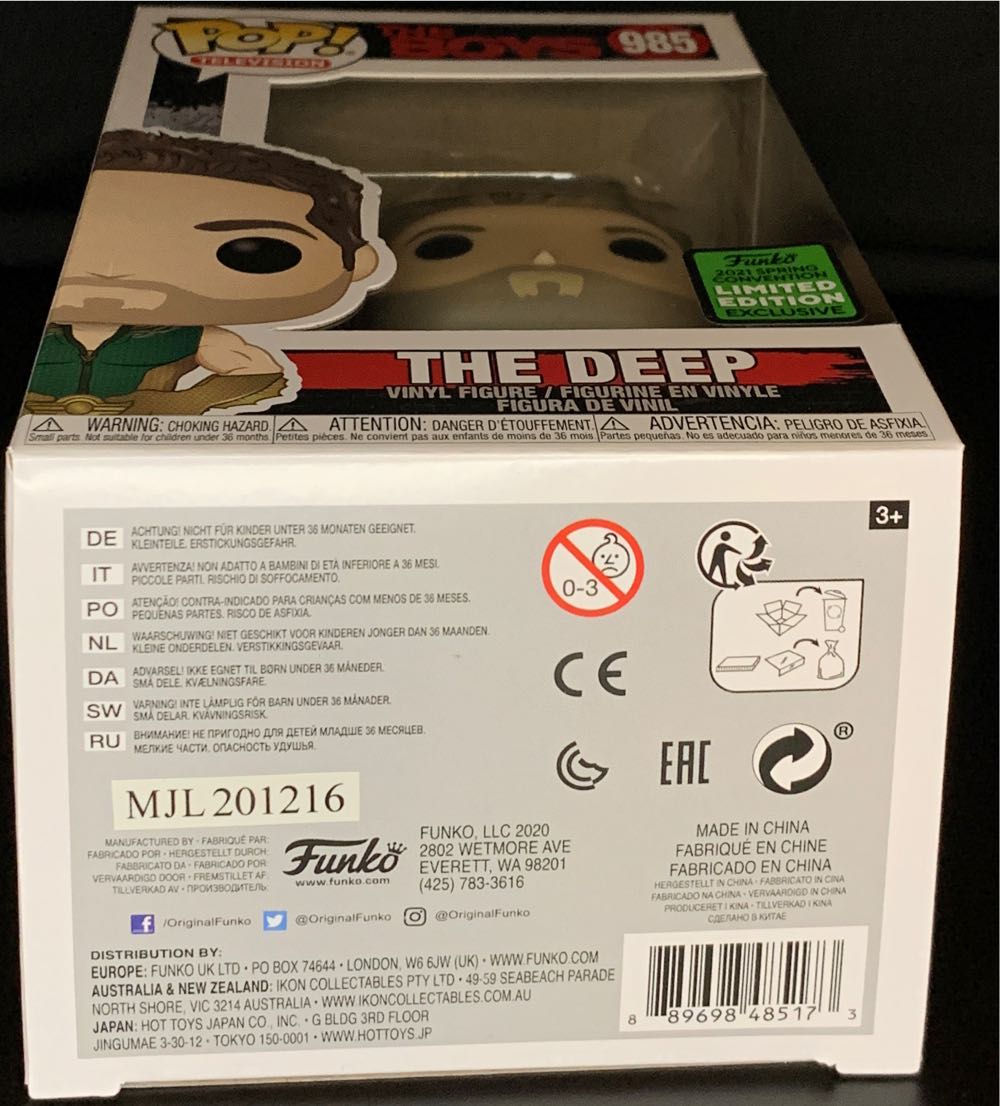 POP!
TELEVISION
THE
BOYS
985
Funko
2021 SPRING
CONVENTION
LIMITED
EDITION
EXCLUSIVE
THE DEEP
VINYL FIGURE / FIGURINE EN VINYLE
FIGURA DE VINIL
WARNING: CHOKING HAZARD.
Small parts. Not suitable for children under 36 months.
ATTENTION: DANGER D'ÉTOUFFEMENT.
Petites pièces. Ne convient pas aux enfants de moins de 36 mois
ADVERTENCIA: PELIGRO DE ASFIXIA.
Partes pequeñas. No es adecuado para niños menores de 36 meses
3+
DE ACHTUNG! NICHT FÜR KINDER UNTER 36 MONATEN GEEIGNET.
KLEINTEILE. ERSTICKUNGSGEFAHR.
IT AVVERTENZA! NON ADATTO A BAMBINI DI ETÀ INFERIORE A 36 MESI.
PICCOLE PARTI. RISCHIO DI SOFFOCAMENTO.
PO ATENÇÃO! CONTRA-INDICADO PARA CRIANÇAS COM MENOS DE 36 MESES.
PEQUENAS PARTES. RISCO DE ASFIXIA.
NL WAARSCHUWING! NIET GESCHIKT VOOR KINDEREN JONGER DAN 36 MAANDEN.
KLEINE ONDERDELEN. VERSTIKKINGSGEVAAR.
DA ADVARSEL! IKKE EGNET TIL BØRN UNDER 36 MÅNEDER.
SMÅ DELE. KVÆLNINGSFARE.
SW VARNING! INTE LÄMPLIG FÖR BARN UNDER 36 MÅNADER.
SMÅ DELAR. KVÄVNINGSRISK.
RU ВНИМАНИЕ! НЕ ПРИГОДНО ДЛЯ ДЕТЕЙ МЛАДШЕ 36 МЕСЯЦЕВ.
МЕЛКИЕ ЧАСТИ. ОПАСНОСТЬ УДУШЬЯ.
0-3
CE
EAC
®
MJL 201216
MANUFACTURED BY • FABRIQUÉ PAR:
FABRICADO POR • HERGESTELLT DURCH:
FABBRICATO DA • FABRICADO POR:
VERVAARDIGD DOOR • FREMSTILLET AF:
TILLVERKAD AV • ПРОИЗВОДИТЕЛЬ:
Funko
www.funko.com
FUNKO, LLC 2020
2802 WETMORE AVE
EVERETT, WA 98201
(425) 783-3616
MADE IN CHINA
FABRIQUÉ EN CHINE
FABRICADO EN CHINA
HERGESTELLT IN CHINA • FABBRICATO IN CINA
FABRICADO NA CHINA • VERVAARDIGD IN CHINA
PRODUCERET I KINA • TILLVERKAD I KINA
СДЕЛАНО В КИТАЕ
/OriginalFunko @OriginalFunko @OriginalFunko
DISTRIBUTION BY:
EUROPE: FUNKO UK LTD • PO BOX 74644 • LONDON, W6 6JW (UK) • WWW.FUNKO.COM
AUSTRALIA & NEW ZEALAND: IKON COLLECTABLES PTY LTD • 49-59 SEABEACH PARADE
NORTH SHORE, VIC 3214 AUSTRALIA • WWW.IKONCOLLECTABLES.COM.AU
JAPAN: HOT TOYS JAPAN CO., INC. • G BLDG 3RD FLOOR
JINGUMAE 3-30-12 • TOKYO 150-0001 • WWW.HOTTOYS.JP
8 89698 48517 3